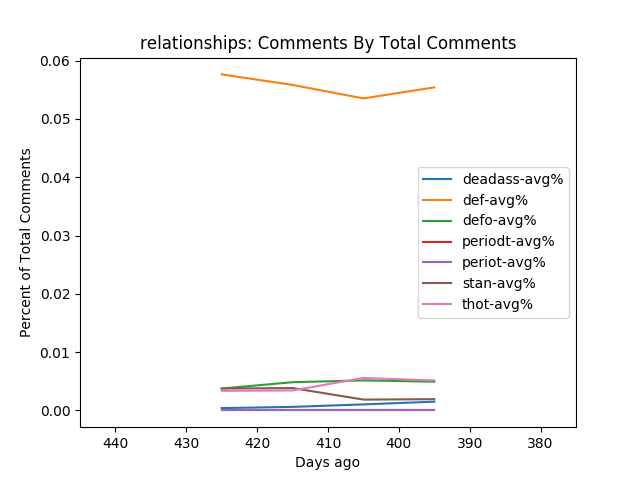 relationships: Comments By Total Comments
Percent of Total Comments
0.06
0.05
0.04
0.03
0.02
0.01
0.00
deadass-avg%
def-avg%
defo-avg%
periodt-avg%
periot-avg%
stan-avg%
thot-avg%
440 430 420 410 400 390 380
Days ago